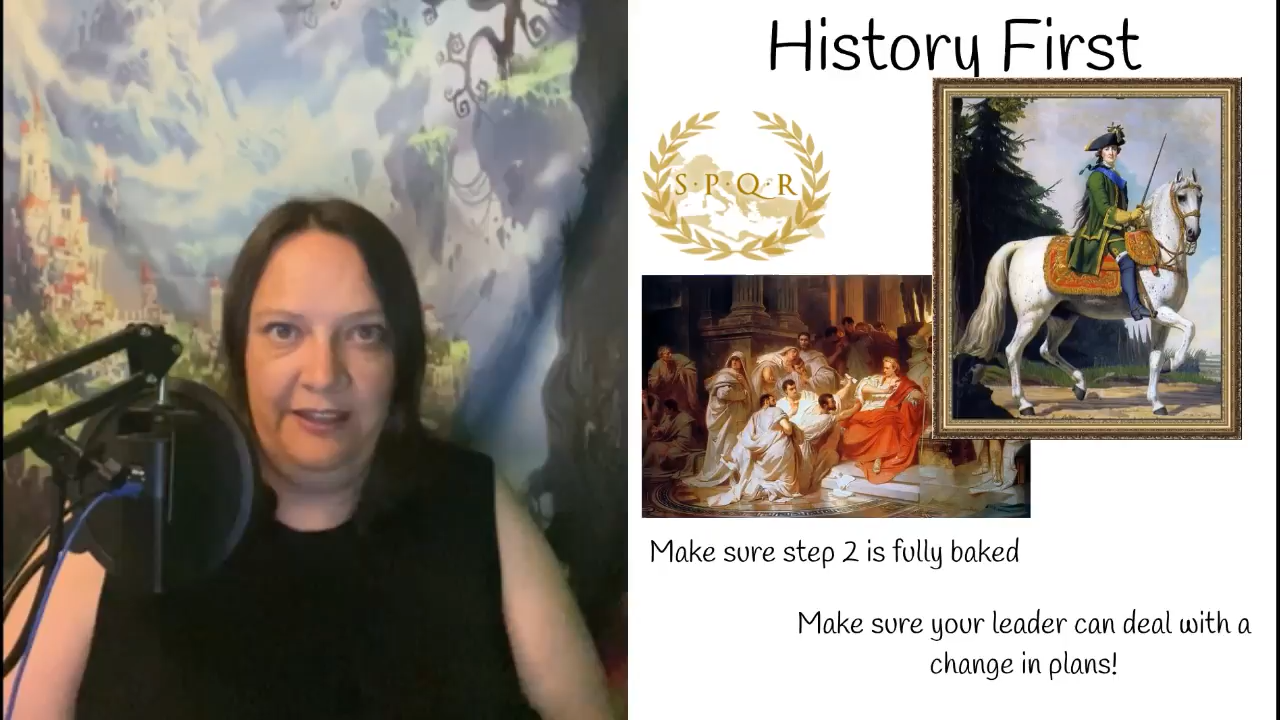 History First
S·P·Q·R
Make sure step 2 is fully baked
Make sure your leader can deal with a
change in plans!